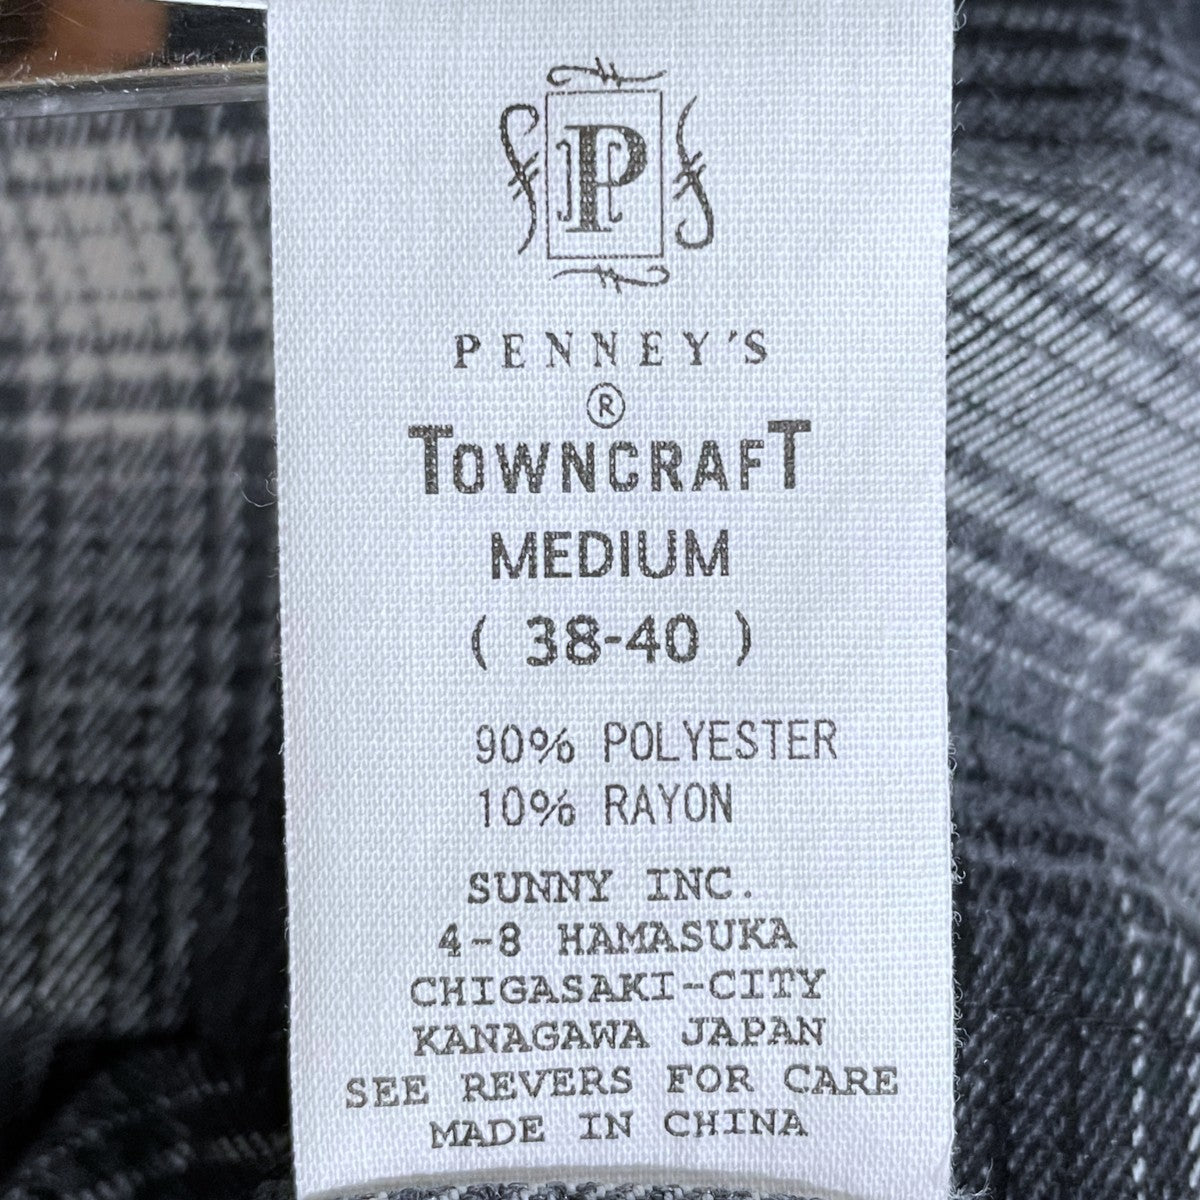 P
PENNEY'S
®
TOWNCRAFT
MEDIUM
( 38-40 )
90% POLYESTER
10% RAYON
SUNNY INC.
4-8 HAMASUKA
CHIGASAKI-CITY
KANAGAWA JAPAN
SEE REVERS FOR CARE
MADE IN CHINA